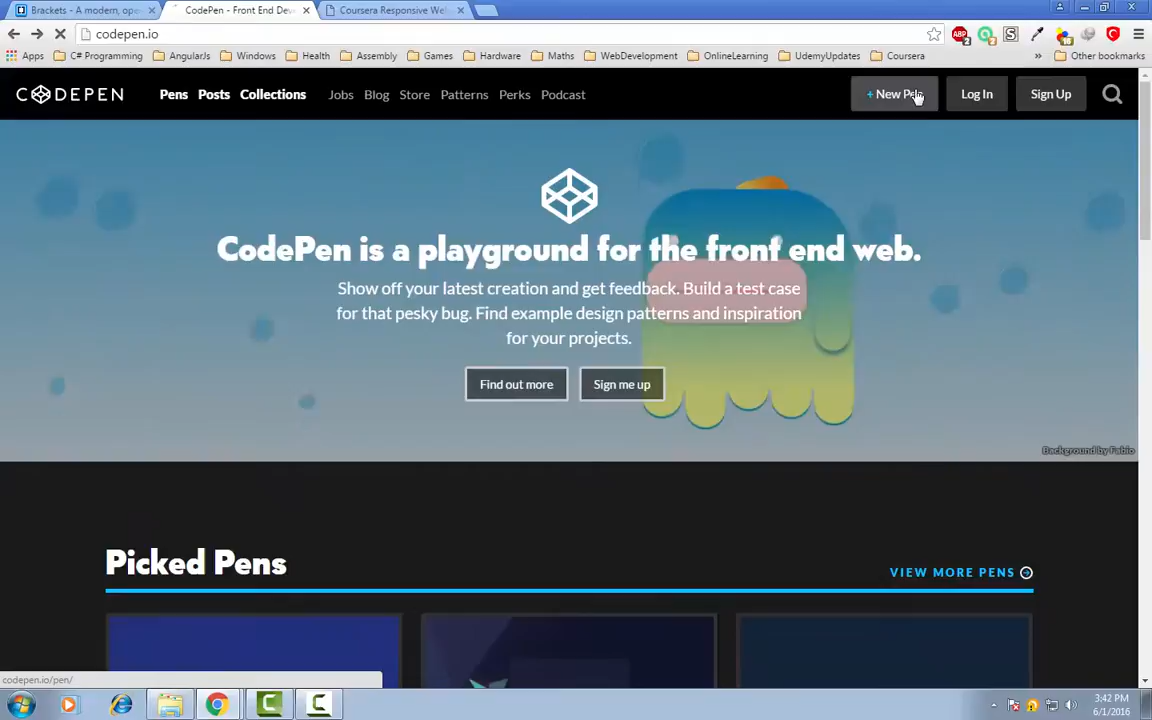 Brackets - A modern, ope
CodePen - Front End Dev
Coursera Responsive Web
codepen.io
Apps
C# Programming
AngularJs
Windows
Health
Assembly
Games
Hardware
Maths
WebDevelopment
OnlineLearning
UdemyUpdates
Coursera
»
Other bookmarks
CODEPEN
Pens
Posts
Collections
Jobs
Blog
Store
Patterns
Perks
Podcast
+ New Pen
Log In
Sign Up
CodePen is a playground for the front end web.
Show off your latest creation and get feedback. Build a test case
for that pesky bug. Find example design patterns and inspiration
for your projects.
Find out more
Sign me up
Background by Fabio
Picked Pens
VIEW MORE PENS
codepen.io/pen/
3:42 PM
6/1/2016